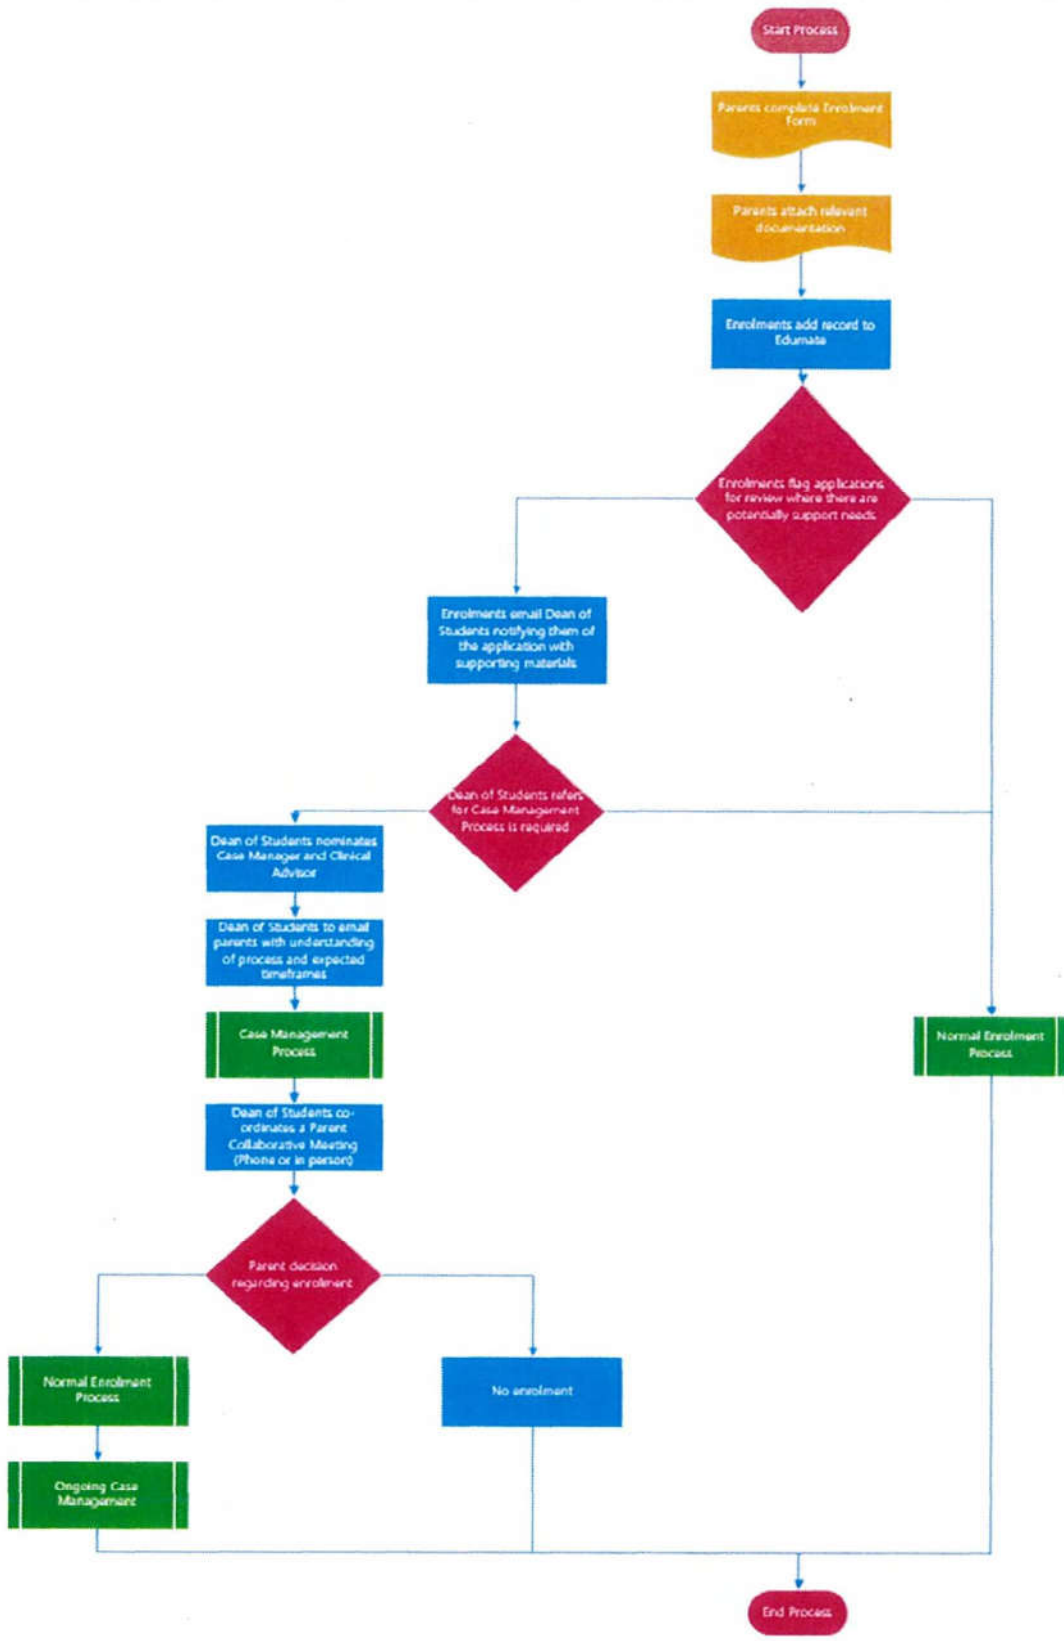 Start Process
Parents complete Enrolment
Form
Parents attach relevant
documentation
Enrolments add record to
Edumate
Enrolments flag applications
for review where there are
potentially support needs
Enrolments email Dean of
Students notifying them of
the application with
supporting materials
Dean of Students refers
for Case Management
Process is required
Dean of Students nominates
Case Manager and Clinical
Advisor
Dean of Students to email
parents with understanding
of process and expected
timeframes
Case Management
Process
Normal Enrolment
Process
Dean of Students co-
ordinates a Parent
Collaborative Meeting
(Phone or in person)
Parent decision
regarding enrolment
Normal Enrolment
Process
No enrolment
Ongoing Case
Management
End Process